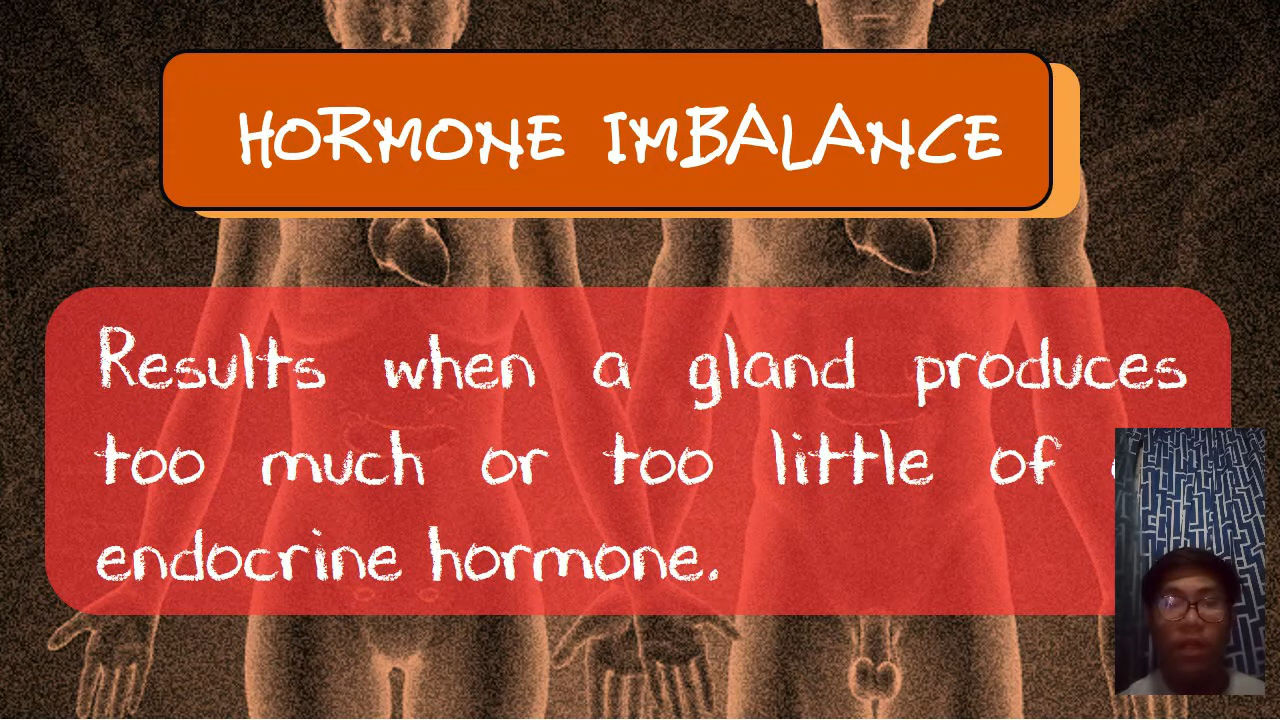 HORMONE IMBALANCE
Results when a gland produces
too much or too little of
endocrine hormone.